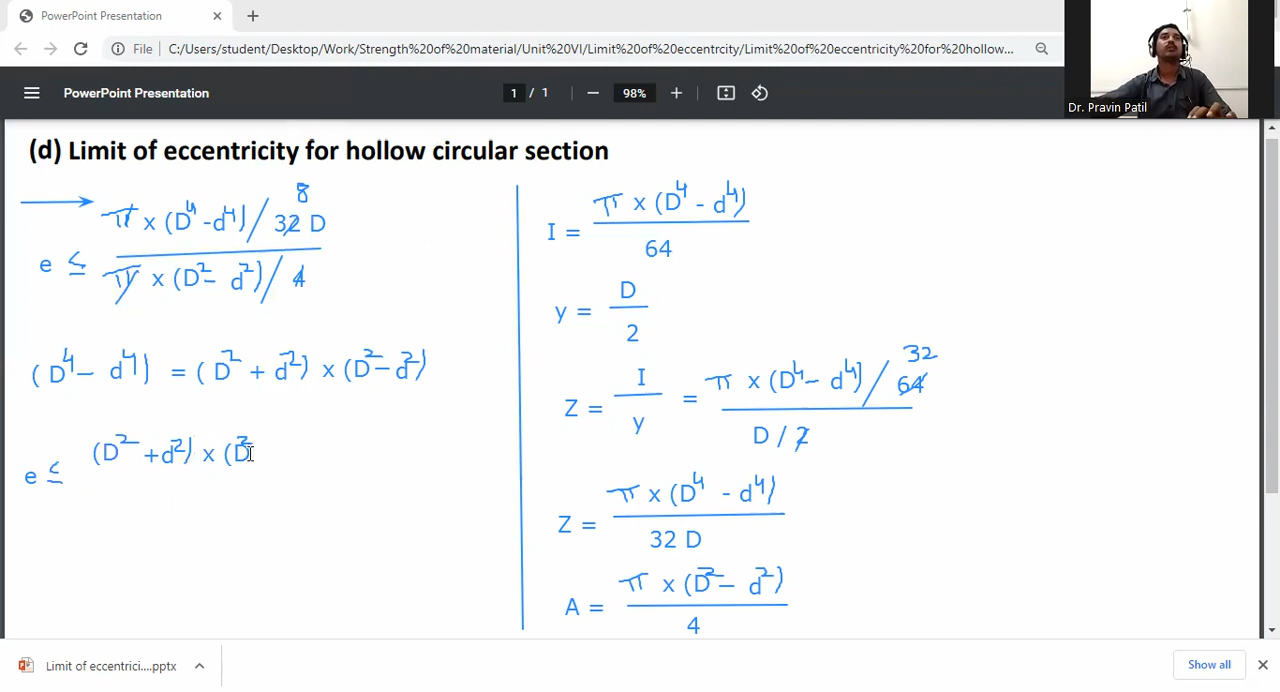 PowerPoint Presentation
File C:/Users/student/Desktop/Work/Strength%20of%20material/Unit%20VI/Limit%20of%20eccentrcity/Limit%20of%20eccentricity%20for%20hollow...
PowerPoint Presentation 1 / 1 98%
Dr. Pravin Patil
(d) Limit of eccentricity for hollow circular section
8
π × (D⁴ - d⁴) / 32 D
e ≤
π × (D² - d²) / 4
(D⁴ - d⁴) = (D² + d²) × (D² - d²)
(D² + d²) × (D²
e ≤
π × (D⁴ - d⁴)
I =
64
D
y =
2
32
I π × (D⁴ - d⁴) / 64
Z = =
y D / 2
π × (D⁴ - d⁴)
Z =
32 D
π × (D² - d²)
A =
4
Limit of eccentrici....pptx
Show all